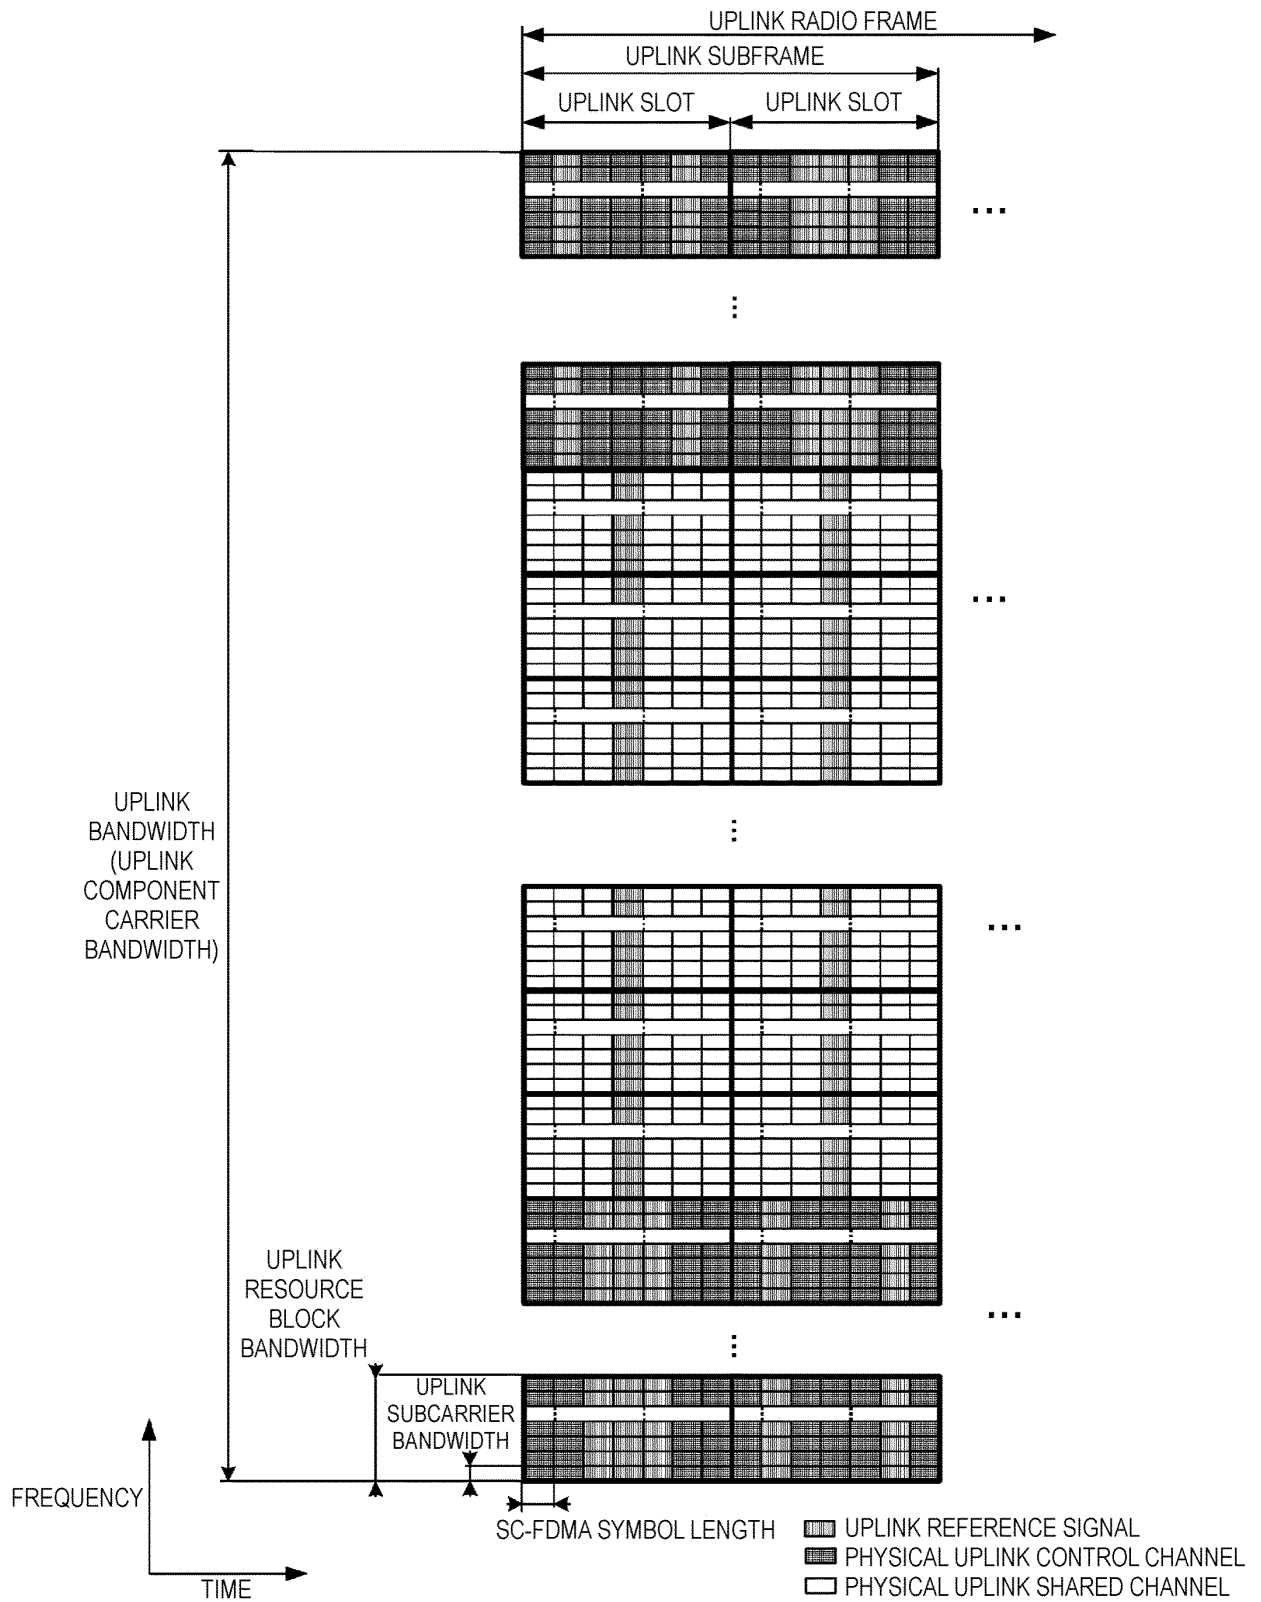 UPLINK RADIO FRAME
UPLINK SUBFRAME
UPLINK SLOT
UPLINK SLOT
...
...
...
...
UPLINK
BANDWIDTH
(UPLINK
COMPONENT
CARRIER
BANDWIDTH)
...
UPLINK
RESOURCE
BLOCK
BANDWIDTH
...
...
UPLINK
SUBCARRIER
BANDWIDTH
FREQUENCY
TIME
SC-FDMA SYMBOL LENGTH
UPLINK REFERENCE SIGNAL
PHYSICAL UPLINK CONTROL CHANNEL
PHYSICAL UPLINK SHARED CHANNEL